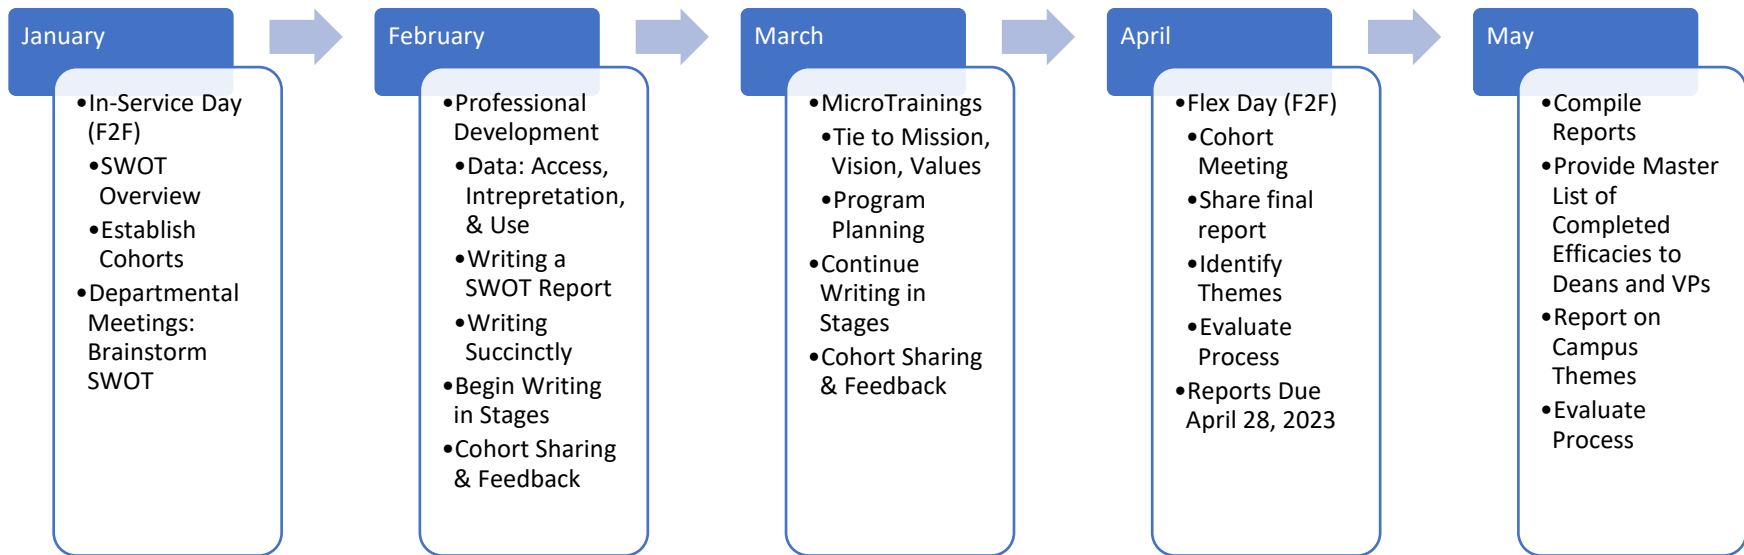 January
•In-Service Day
(F2F)
•SWOT
Overview
•Establish
Cohorts
•Departmental
Meetings:
Brainstorm
SWOT
February
•Professional
Development
•Data: Access,
Intrepretation,
& Use
•Writing a
SWOT Report
•Writing
Succinctly
•Begin Writing
in Stages
•Cohort Sharing
& Feedback
March
•MicroTrainings
•Tie to Mission,
Vision, Values
•Program
Planning
•Continue
Writing in
Stages
•Cohort Sharing
& Feedback
April
•Flex Day (F2F)
•Cohort
Meeting
•Share final
report
•Identify
Themes
•Evaluate
Process
•Reports Due
April 28, 2023
May
•Compile
Reports
•Provide Master
List of
Completed
Efficacies to
Deans and VPs
•Report on
Campus
Themes
•Evaluate
Process